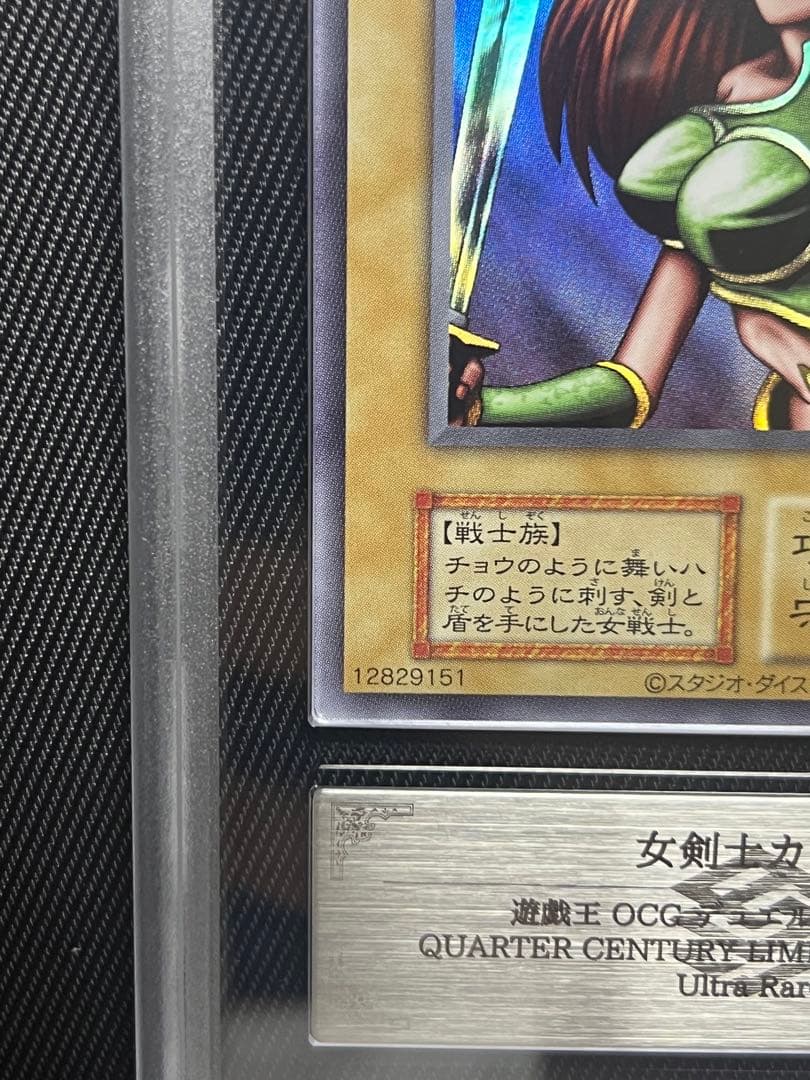 【戦士族】
チョウのように舞いハ
チのように刺す、剣と
盾を手にした女戦士。
12829151
©スタジオ・ダイス
女剣士カ
遊戯王 OCG デュエル
QUARTER CENTURY LIM
Ultra Rar